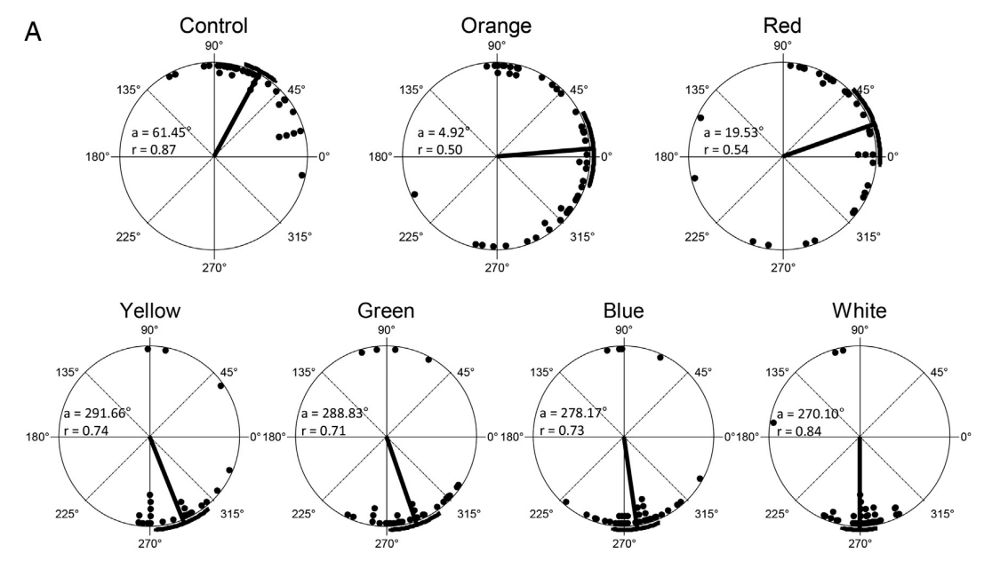 A
Control
Orange
Red
90°
90°
90°
135°
45°
135°
45°
135°
45°
a = 61.45°
r = 0.87
a = 4.92°
r = 0.50
a = 19.53°
r = 0.54
180°
0°
180°
0°
180°
0°
225°
315°
225°
315°
225°
315°
270°
270°
270°
Yellow
Green
Blue
White
90°
90°
90°
90°
135°
45°
135°
45°
135°
45°
135°
45°
a = 291.66°
r = 0.74
a = 288.83°
r = 0.71
a = 278.17°
r = 0.73
a = 270.10°
r = 0.84
180°
0°
180°
0°
180°
0°
180°
0°
225°
315°
225°
315°
225°
315°
225°
315°
270°
270°
270°
270°